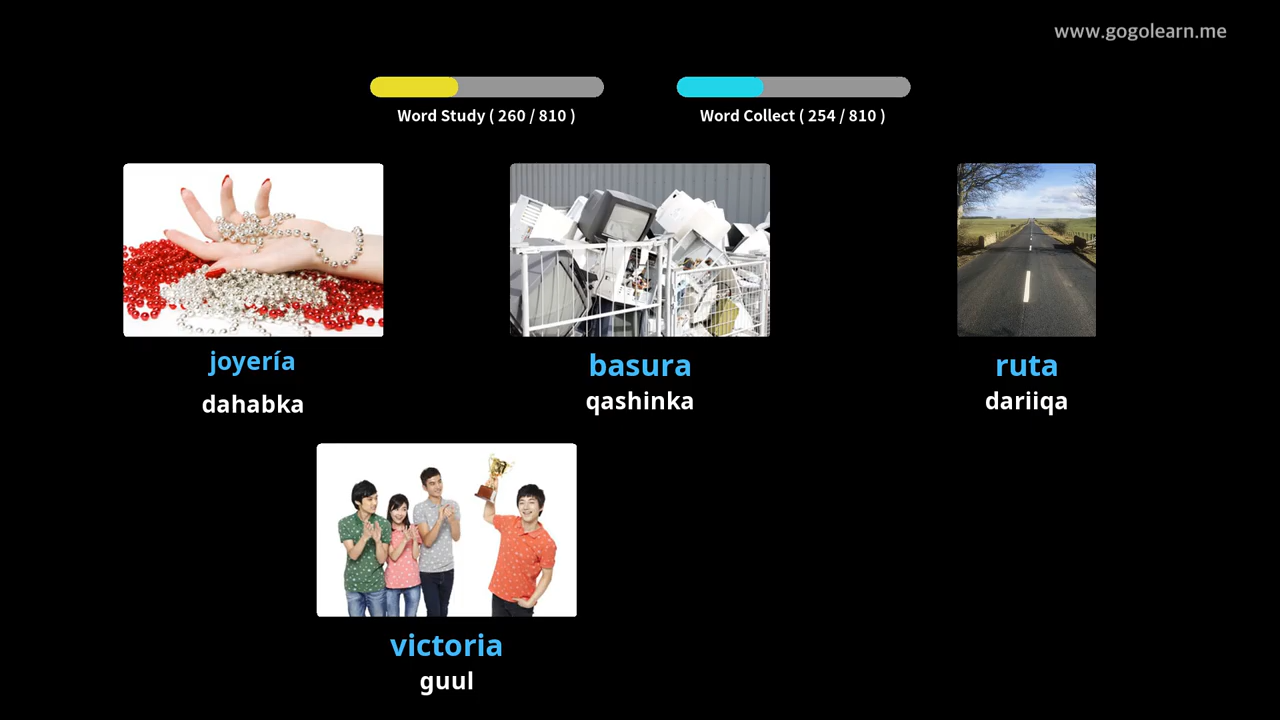 www.gogolearn.me
Word Study ( 260 / 810 )
Word Collect ( 254 / 810 )
joyería
dahabka
basura
qashinka
ruta
dariiqa
victoria
guul